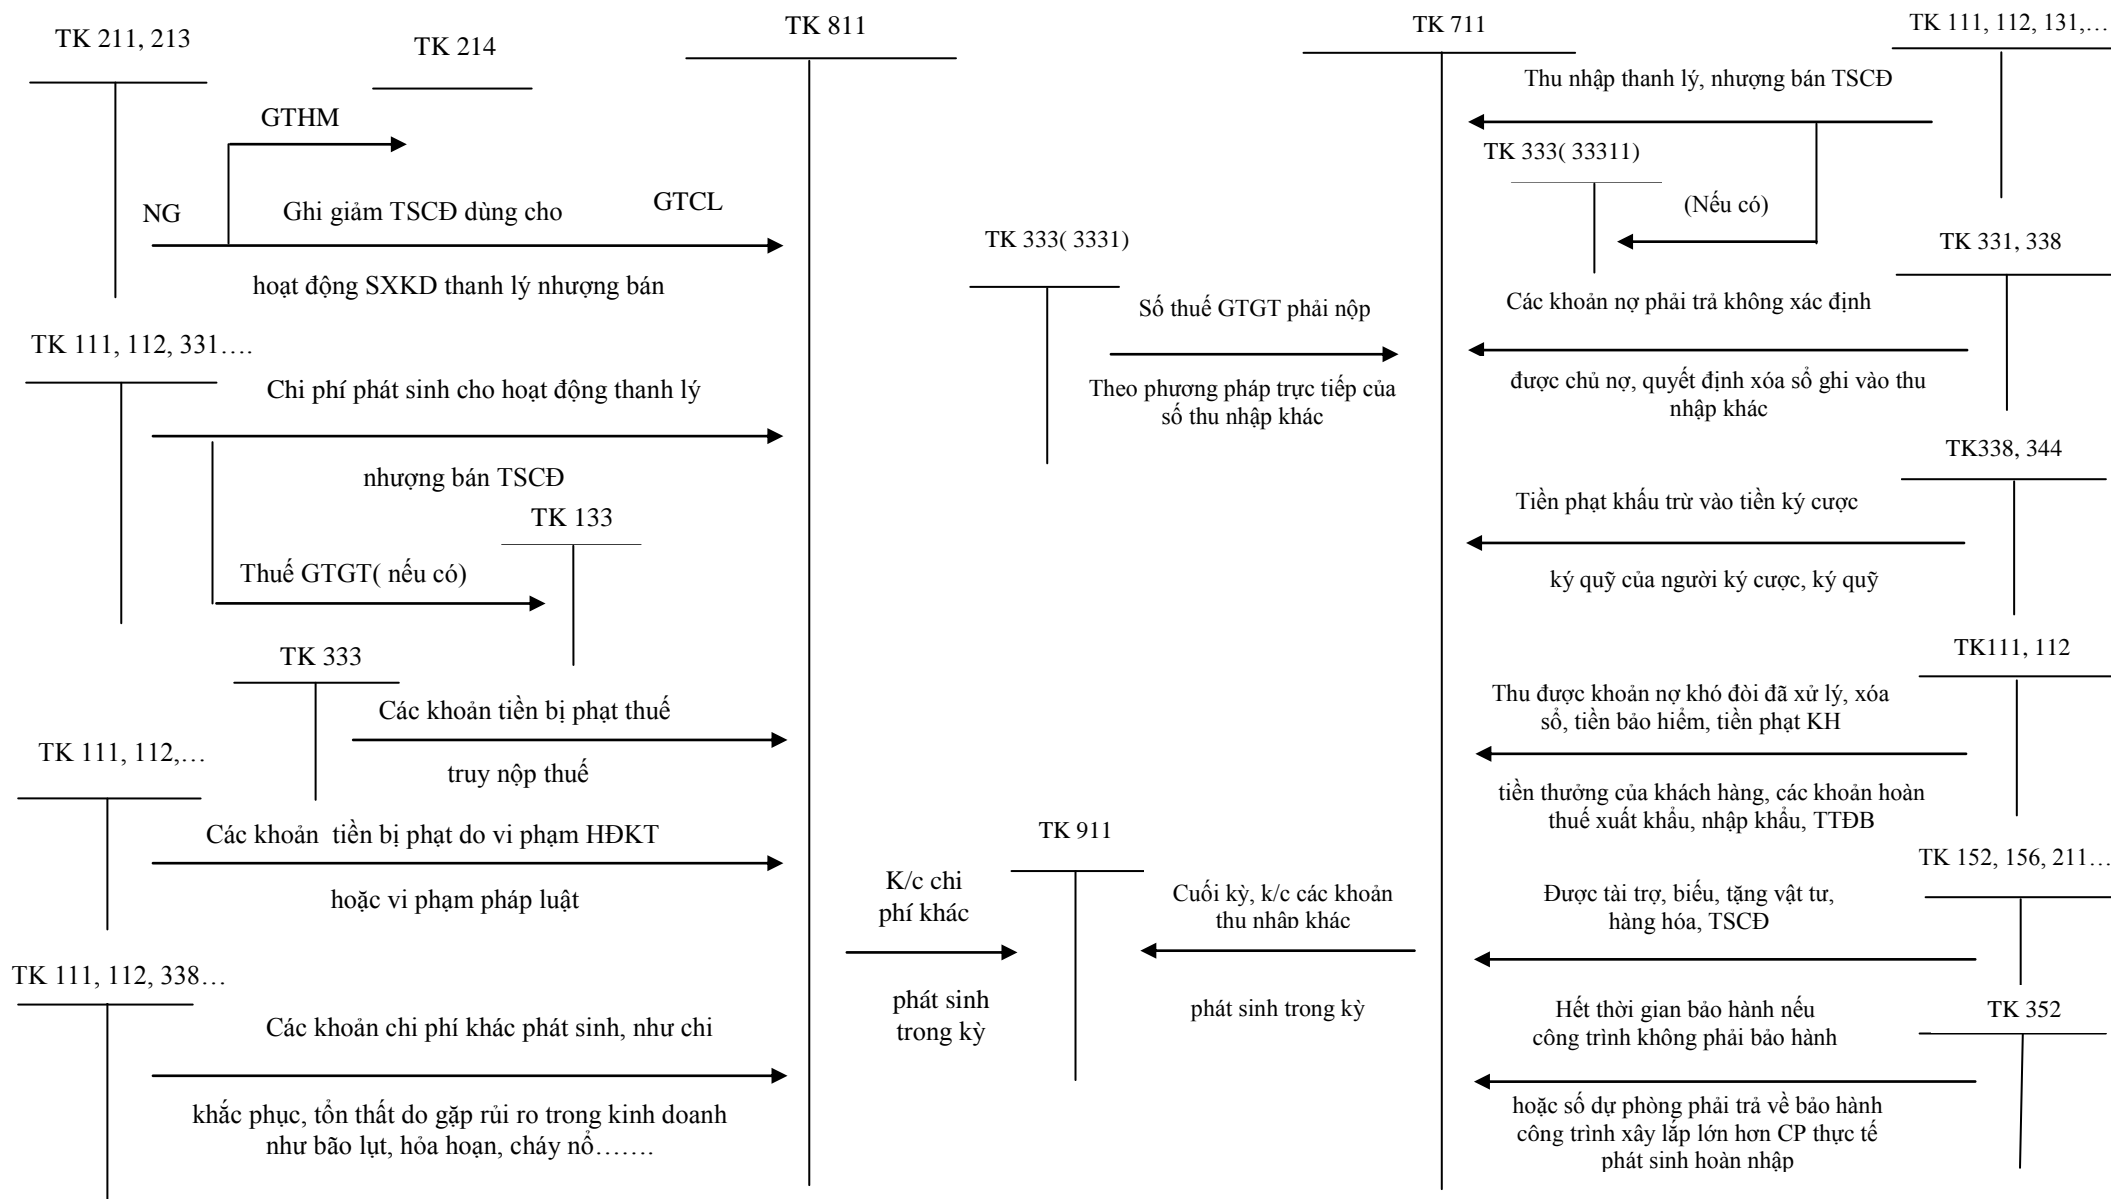 TK 211, 213
TK 214
TK 811
GTHM
NG
Ghi giảm TSCĐ dùng cho
GTCL
hoạt động SXKD thanh lý nhượng bán
TK 111, 112, 331….
Chi phí phát sinh cho hoạt động thanh lý
nhượng bán TSCĐ
TK 133
Thuế GTGT( nếu có)
TK 333
Các khoản tiền bị phạt thuế
truy nộp thuế
TK 111, 112,…
Các khoản tiền bị phạt do vi phạm HĐKT
hoặc vi phạm pháp luật
TK 111, 112, 338…
Các khoản chi phí khác phát sinh, như chi
khắc phục, tổn thất do gặp rủi ro trong kinh doanh
như bão lụt, hỏa hoạn, cháy nổ…….
K/c chi
phí khác
phát sinh
trong kỳ
TK 911
TK 333( 3331)
Số thuế GTGT phải nộp
Theo phương pháp trực tiếp của
số thu nhập khác
Cuối kỳ, k/c các khoản
thu nhập khác
phát sinh trong kỳ
TK 711
TK 111, 112, 131,…
Thu nhập thanh lý, nhượng bán TSCĐ
TK 333( 33311)
(Nếu có)
TK 331, 338
Các khoản nợ phải trả không xác định
được chủ nợ, quyết định xóa sổ ghi vào thu
nhập khác
TK338, 344
Tiền phạt khấu trừ vào tiền ký cược
ký quỹ của người ký cược, ký quỹ
TK111, 112
Thu được khoản nợ khó đòi đã xử lý, xóa
sổ, tiền bảo hiểm, tiền phạt KH
tiền thưởng của khách hàng, các khoản hoàn
thuế xuất khẩu, nhập khẩu, TTĐB
TK 152, 156, 211…
Được tài trợ, biếu, tặng vật tư,
hàng hóa, TSCĐ
TK 352
Hết thời gian bảo hành nếu
công trình không phải bảo hành
hoặc số dự phòng phải trả về bảo hành
công trình xây lắp lớn hơn CP thực tế
phát sinh hoàn nhập